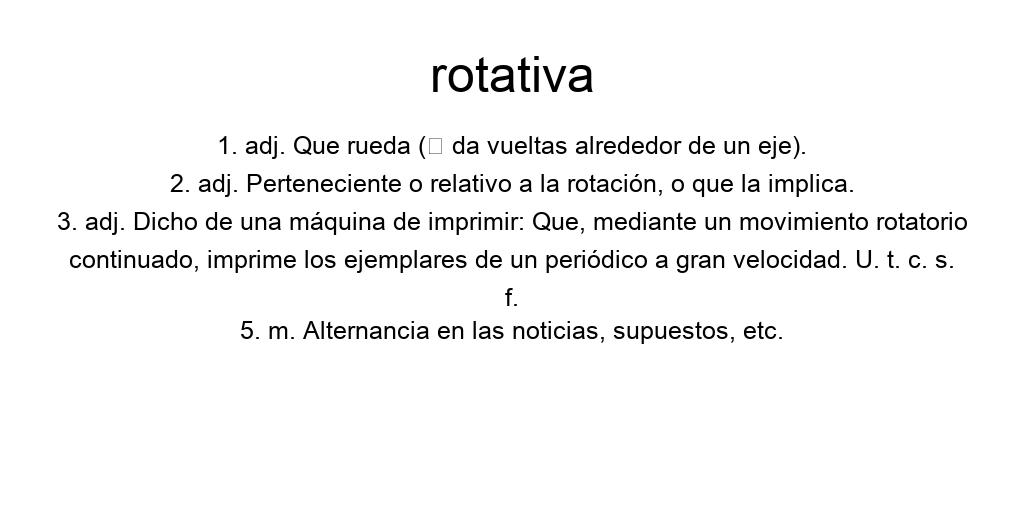 rotativa
1. adj. Que rueda (□ da vueltas alrededor de un eje).
2. adj. Perteneciente o relativo a la rotación, o que la implica.
3. adj. Dicho de una máquina de imprimir: Que, mediante un movimiento rotatorio
continuado, imprime los ejemplares de un periódico a gran velocidad. U. t. c. s.
f.
5. m. Alternancia en las noticias, supuestos, etc.